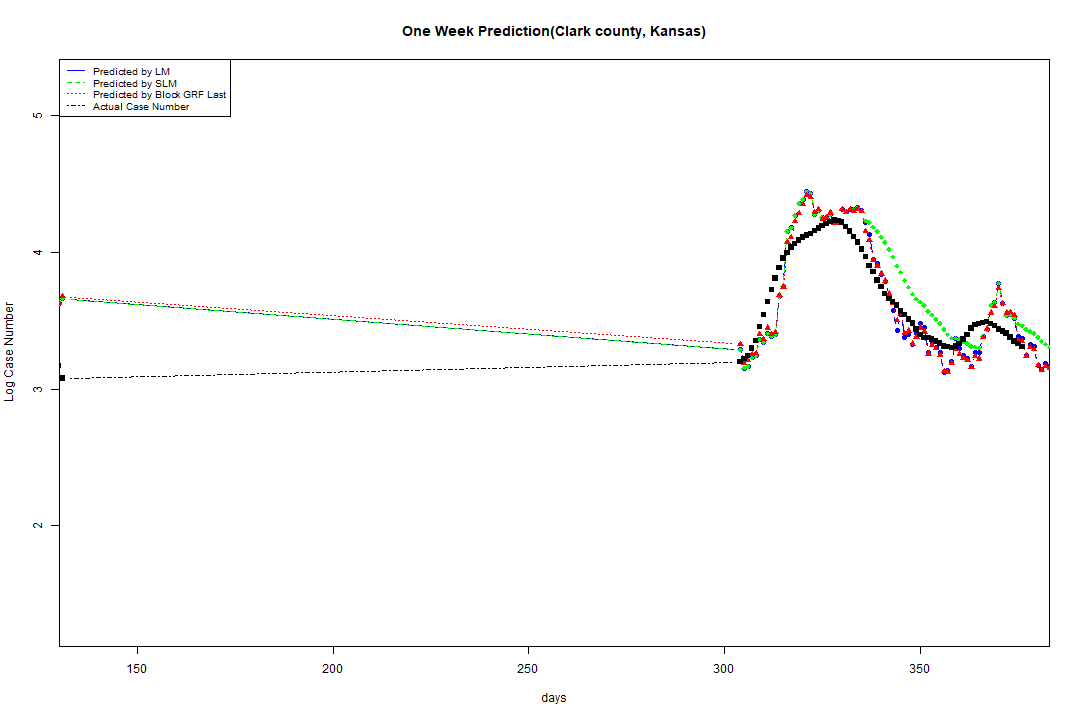 One Week Prediction(Clark county, Kansas)
Predicted by LM
Predicted by SLM
Predicted by Block GRF Last
Actual Case Number
5
4
3
2
Log Case Number
150
200
250
300
350
days